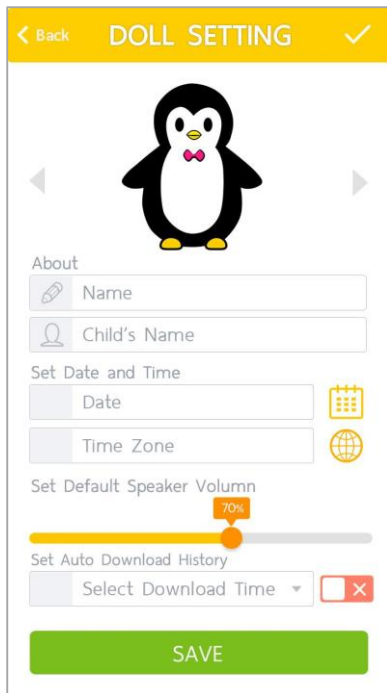 Back DOLL SETTING
About
Name
Child's Name
Set Date and Time
Date
Time Zone
Set Default Speaker Volumn
70%
Set Auto Download History
Select Download Time
SAVE